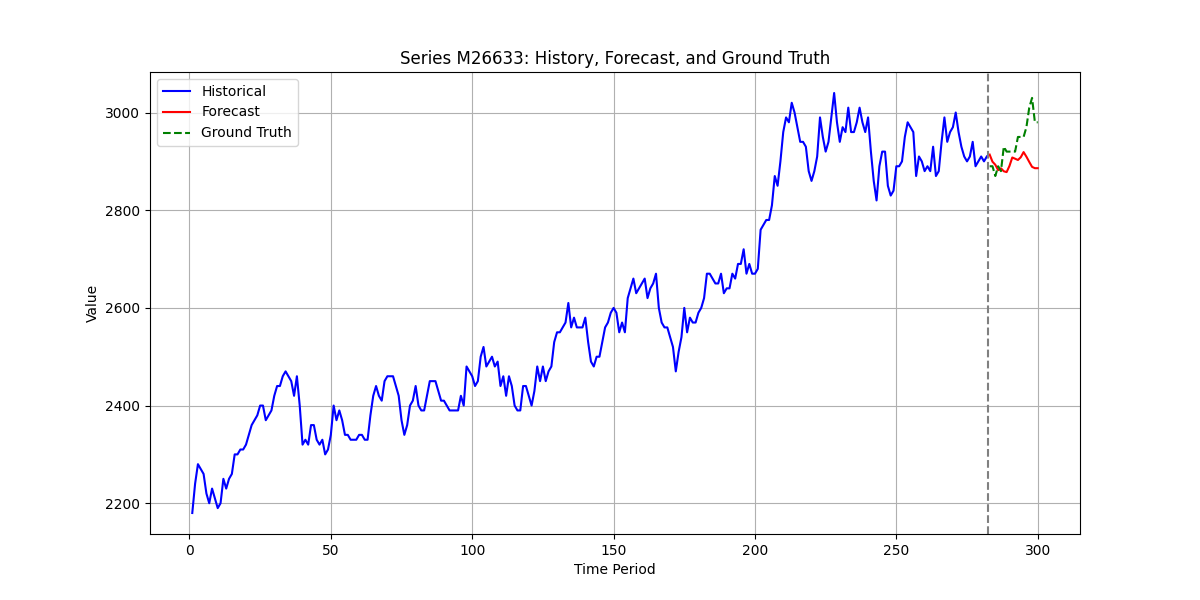 Series M26633: History, Forecast, and Ground Truth
Historical
Forecast
Ground Truth
3000
2800
2600
2400
2200
Value
0 50 100 150 200 250 300
Time Period